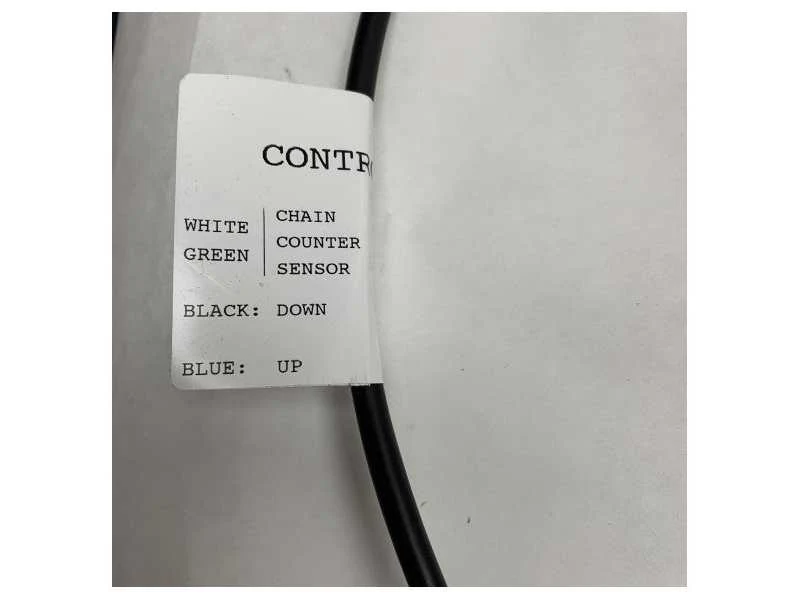 CONTR
WHITE
GREEN
CHAIN
COUNTER
SENSOR
BLACK: DOWN
BLUE: UP